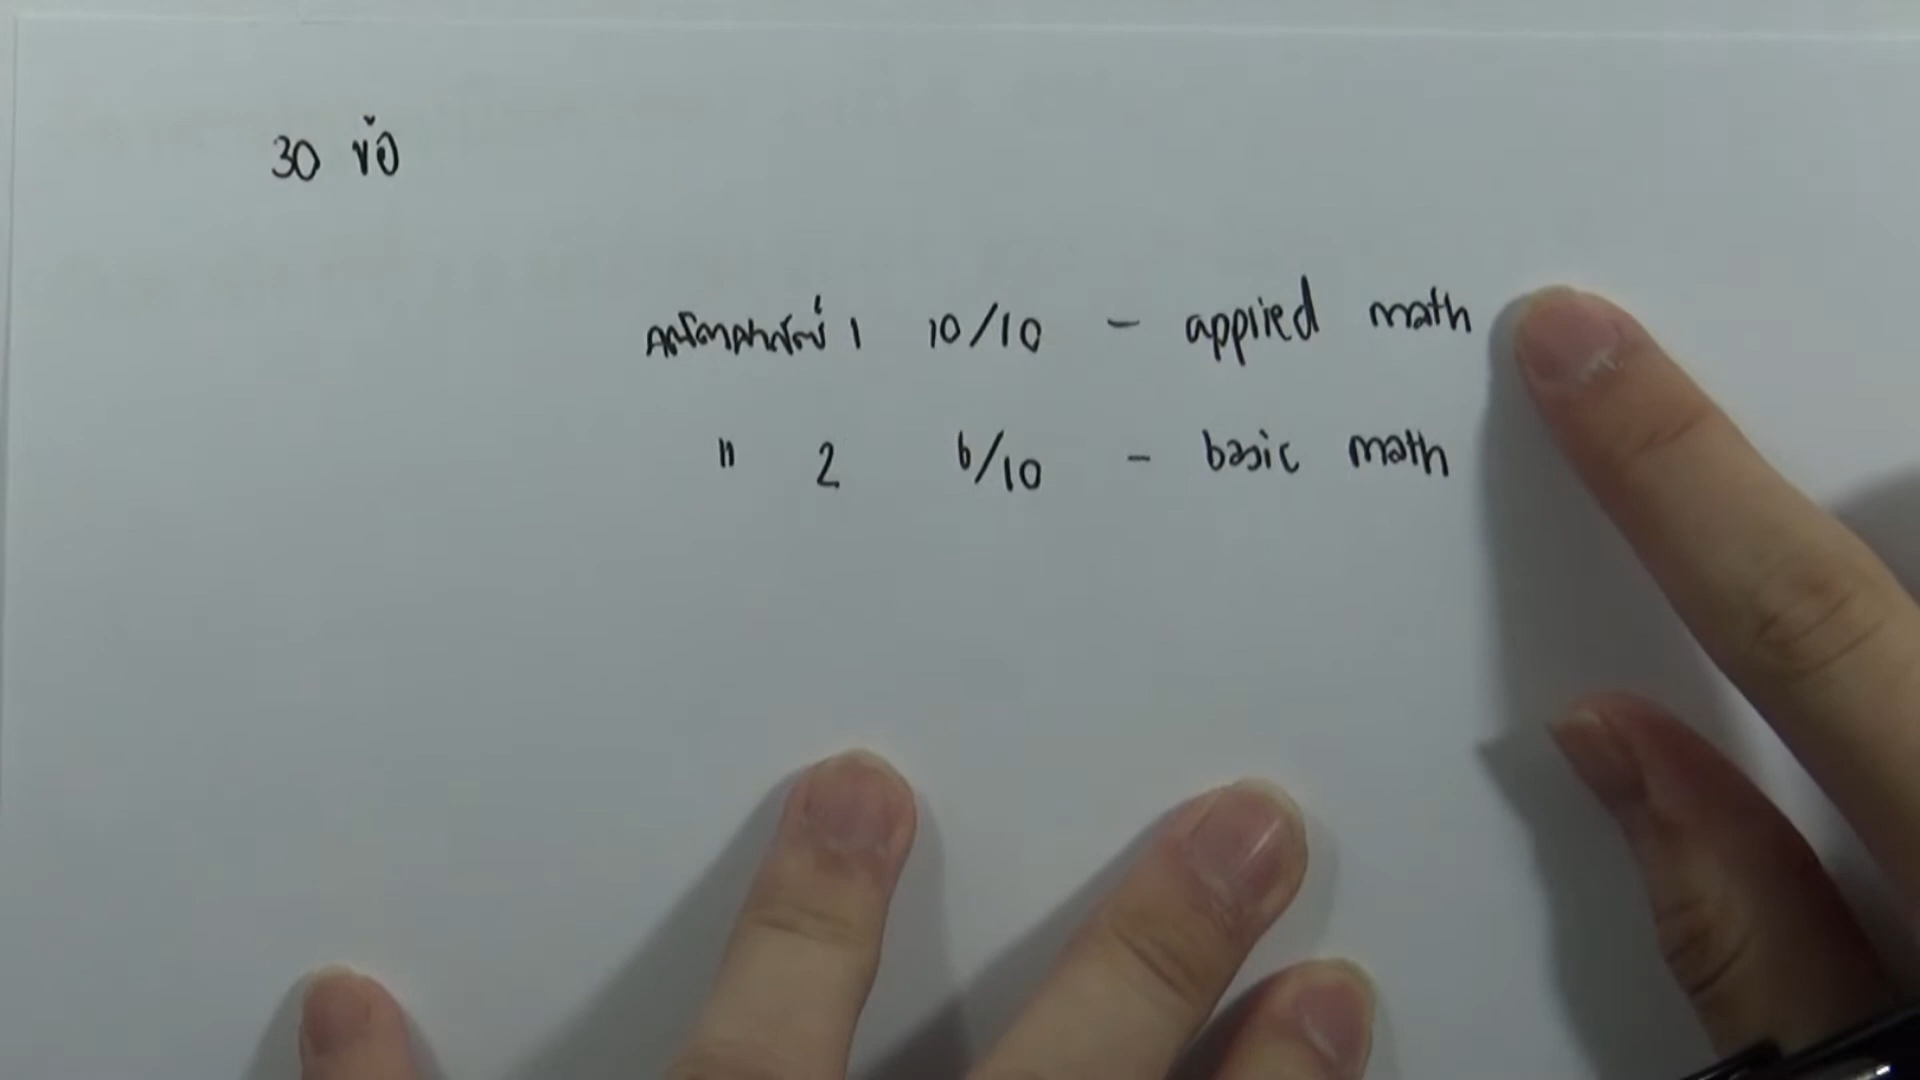 30 ข้อ
คณิตศาสตร์ 1 10/10 - applied math
" 2 6/10 - basic math